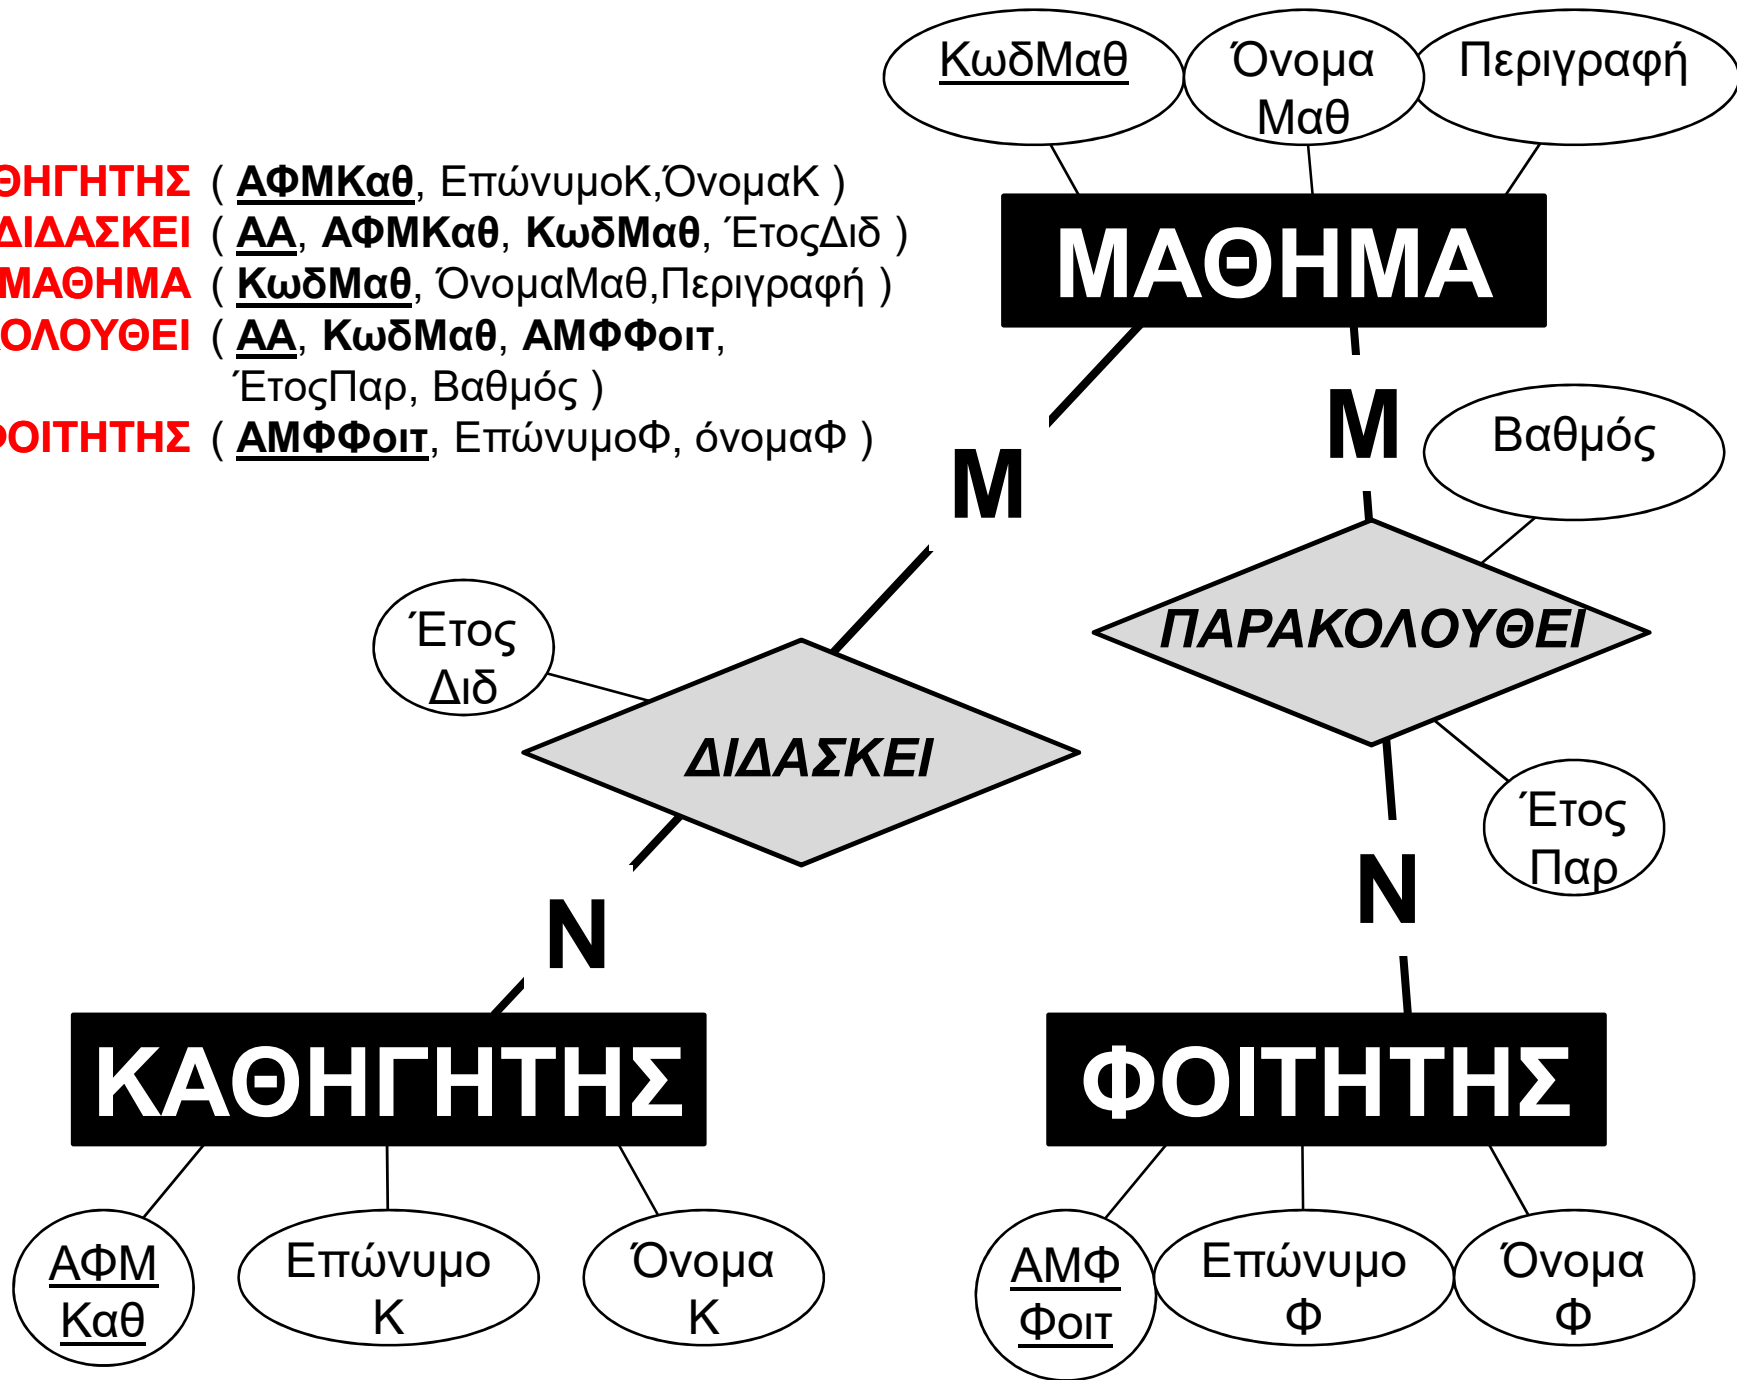 ΘΗΓΗΤΗΣ ( ΑΦΜΚαθ, ΕπώνυμοΚ,ΌνομαΚ )
ΔΙΔΑΣΚΕΙ ( ΑΑ, ΑΦΜΚαθ, ΚωδΜαθ, ΈτοςΔιδ )
ΜΑΘΗΜΑ ( ΚωδΜαθ, ΌνομαΜαθ,Περιγραφή )
ΚΟΛΟΥΘΕΙ ( ΑΑ, ΚωδΜαθ, ΑΜΦΦοιτ,
ΈτοςΠαρ, Βαθμός )
ΦΟΙΤΗΤΗΣ ( ΑΜΦΦοιτ, ΕπώνυμοΦ, όνομαΦ )
ΚωδΜαθ
Όνομα
Μαθ
Περιγραφή
ΜΑΘΗΜΑ
M
M
Βαθμός
Έτος
Διδ
ΔΙΔΑΣΚΕΙ
ΠΑΡΑΚΟΛΟΥΘΕΙ
Έτος
Παρ
N
N
ΚΑΘΗΓΗΤΗΣ
ΦΟΙΤΗΤΗΣ
ΑΦΜ
Καθ
Επώνυμο
Κ
Όνομα
Κ
ΑΜΦ
Φοιτ
Επώνυμο
Φ
Όνομα
Φ